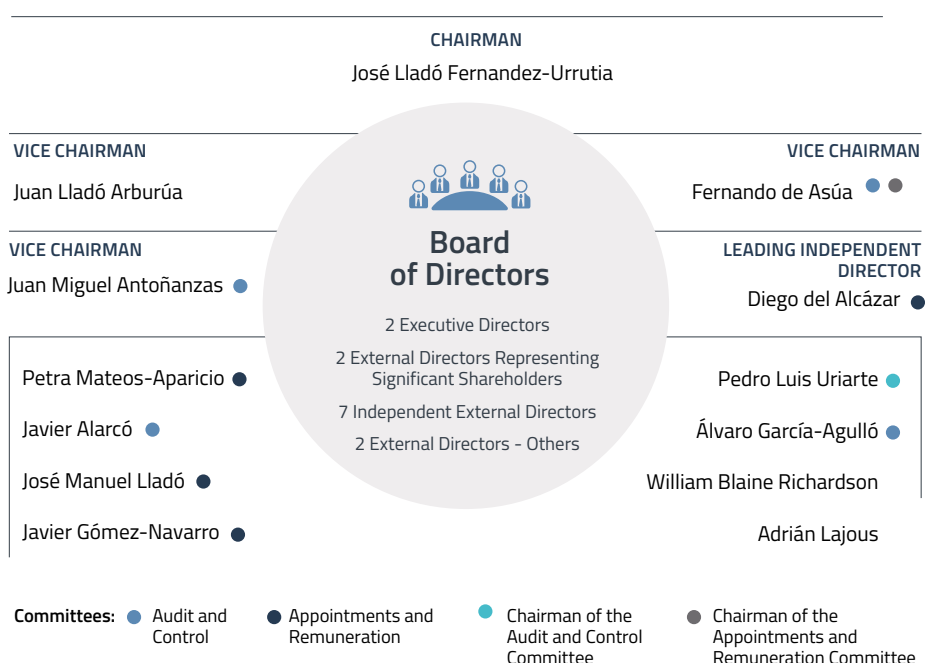 CHAIRMAN
José Lladó Fernandez-Urrutia
VICE CHAIRMAN
Juan Lladó Arburúa
VICE CHAIRMAN
Fernando de Asúa
VICE CHAIRMAN
Juan Miguel Antoñanzas
LEADING INDEPENDENT
DIRECTOR
Diego del Alcázar
Board
of Directors
2 Executive Directors
2 External Directors Representing
Significant Shareholders
7 Independent External Directors
2 External Directors - Others
Petra Mateos-Aparicio
Javier Alarcó
José Manuel Lladó
Javier Gómez-Navarro
Pedro Luis Uriarte
Álvaro García-Agulló
William Blaine Richardson
Adrián Lajous
Committees:
Audit and
Control
Appointments and
Remuneration
Chairman of the
Audit and Control
Committee
Chairman of the
Appointments and
Remuneration Committee